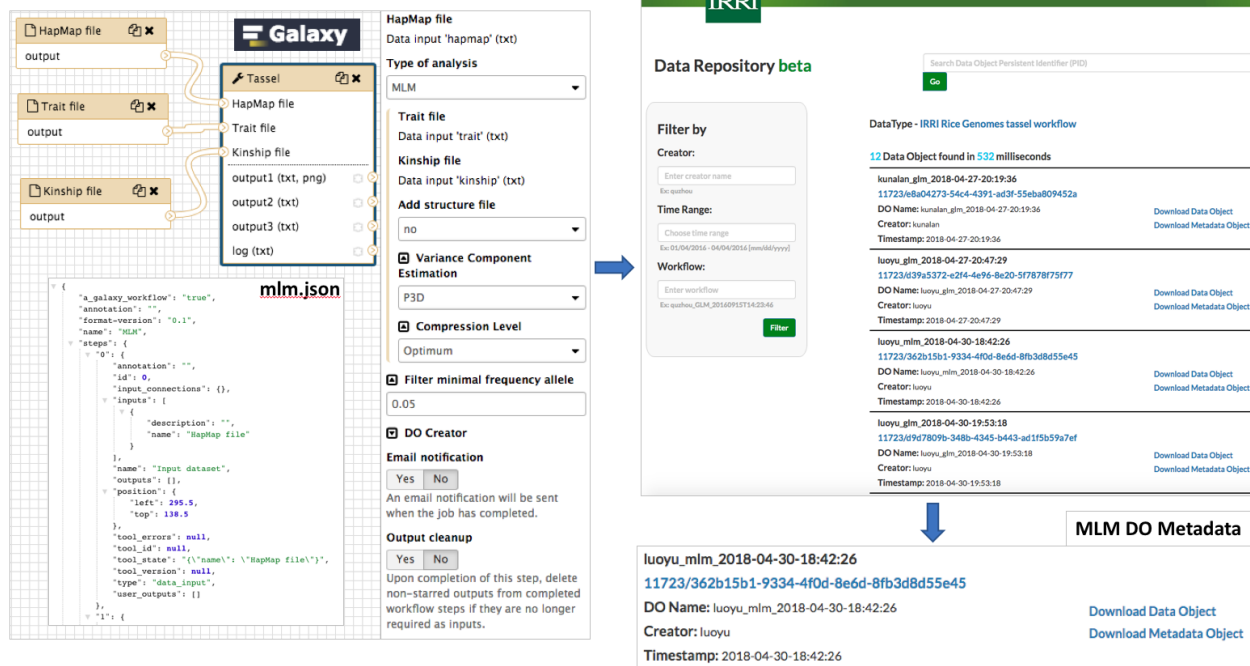 HapMap file
output
Trait file
output
Kinship file
output
Galaxy
Tassel
HapMap file
Trait file
Kinship file
output1 (txt, png)
output2 (txt)
output3 (txt)
log (txt)
mlm.json
{
"a_galaxy_workflow": "true",
"annotation": "",
"format-version": "0.1",
"name": "MLM",
"steps": {
"0": {
"annotation": "",
"id": 0,
"input_connections": {},
"inputs": [
{
"description": "",
"name": "HapMap file"
}
],
"name": "Input dataset",
"outputs": [],
"position": {
"left": 295.5,
"top": 138.5
},
"tool_errors": null,
"tool_id": null,
"tool_state": "{\"name\": \"HapMap file\"}",
"tool_version": null,
"type": "data_input",
"user_outputs": []
},
"1": {
HapMap file
Data input 'hapmap' (txt)
Type of analysis
MLM
Trait file
Data input 'trait' (txt)
Kinship file
Data input 'kinship' (txt)
Add structure file
no
Variance Component
Estimation
P3D
Compression Level
Optimum
Filter minimal frequency allele
0.05
DO Creator
Email notification
Yes No
An email notification will be sent
when the job has completed.
Output cleanup
Yes No
Upon completion of this step, delete
non-starred outputs from completed
workflow steps if they are no longer
required as inputs.
IRRI
Data Repository beta
Search Data Object Persistent Identifier (PID)
Go
Filter by
Creator:
Enter creator name
Ex: quzhou
Time Range:
Choose time range
Ex: 01/04/2016 - 04/04/2016 [mm/dd/yyyy]
Workflow:
Enter workflow
Ex: quzhou_GLM_20160915T14:23:46
Filter
DataType - IRRI Rice Genomes tassel workflow
12 Data Object found in 532 milliseconds
kunalan_glm_2018-04-27-20:19:36
11723/e8a04273-54c4-4391-ad3f-55eba809452a
DO Name: kunalan_glm_2018-04-27-20:19:36
Download Data Object
Creator: kunalan
Download Metadata Object
Timestamp: 2018-04-27-20:19:36
luoyu_glm_2018-04-27-20:47:29
11723/d39a5372-e2f4-4e96-8e20-5f7878f75f77
DO Name: luoyu_glm_2018-04-27-20:47:29
Download Data Object
Creator: luoyu
Download Metadata Object
Timestamp: 2018-04-27-20:47:29
luoyu_mlm_2018-04-30-18:42:26
11723/362b15b1-9334-4f0d-8e6d-8fb3d8d55e45
DO Name: luoyu_mlm_2018-04-30-18:42:26
Download Data Object
Creator: luoyu
Download Metadata Object
Timestamp: 2018-04-30-18:42:26
luoyu_glm_2018-04-30-19:53:18
11723/d9d7809b-348b-4345-b443-ad1f5b59a7ef
DO Name: luoyu_glm_2018-04-30-19:53:18
Download Data Object
Creator: luoyu
Download Metadata Object
Timestamp: 2018-04-30-19:53:18
MLM DO Metadata
luoyu_mlm_2018-04-30-18:42:26
11723/362b15b1-9334-4f0d-8e6d-8fb3d8d55e45
DO Name: luoyu_mlm_2018-04-30-18:42:26
Download Data Object
Creator: luoyu
Download Metadata Object
Timestamp: 2018-04-30-18:42:26